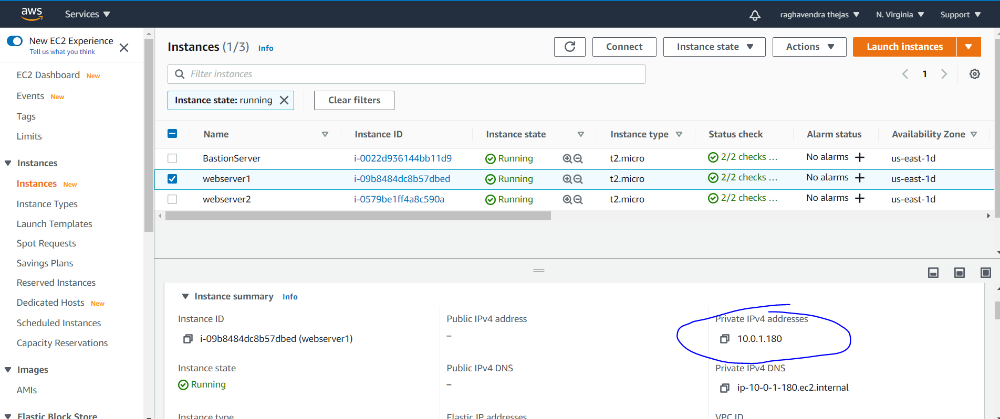 aws Services raghavendra thejas N. Virginia Support
New EC2 Experience
Tell us what you think
EC2 Dashboard New
Events New
Tags
Limits
Instances
Instances New
Instance Types
Launch Templates
Spot Requests
Savings Plans
Reserved Instances
Dedicated Hosts New
Scheduled Instances
Capacity Reservations
Images
AMIs
Elastic Block Store
Instances (1/3) Info Connect Instance state Actions Launch instances
Filter instances 1
Instance state: running Clear filters
Name Instance ID Instance state Instance type Status check Alarm status Availability Zone
BastionServer i-0022d936144bb11d9 Running t2.micro 2/2 checks … No alarms us-east-1d
webserver1 i-09b8484dc8b57dbed Running t2.micro 2/2 checks … No alarms us-east-1d
webserver2 i-0579be1ff4a8c590a Running t2.micro 2/2 checks … No alarms us-east-1d
Instance summary Info
Instance ID Public IPv4 address Private IPv4 addresses
i-09b8484dc8b57dbed (webserver1) – 10.0.1.180
Instance state Public IPv4 DNS Private IPv4 DNS
Running – ip-10-0-1-180.ec2.internal
Instance type Elastic IP addresses VPC ID